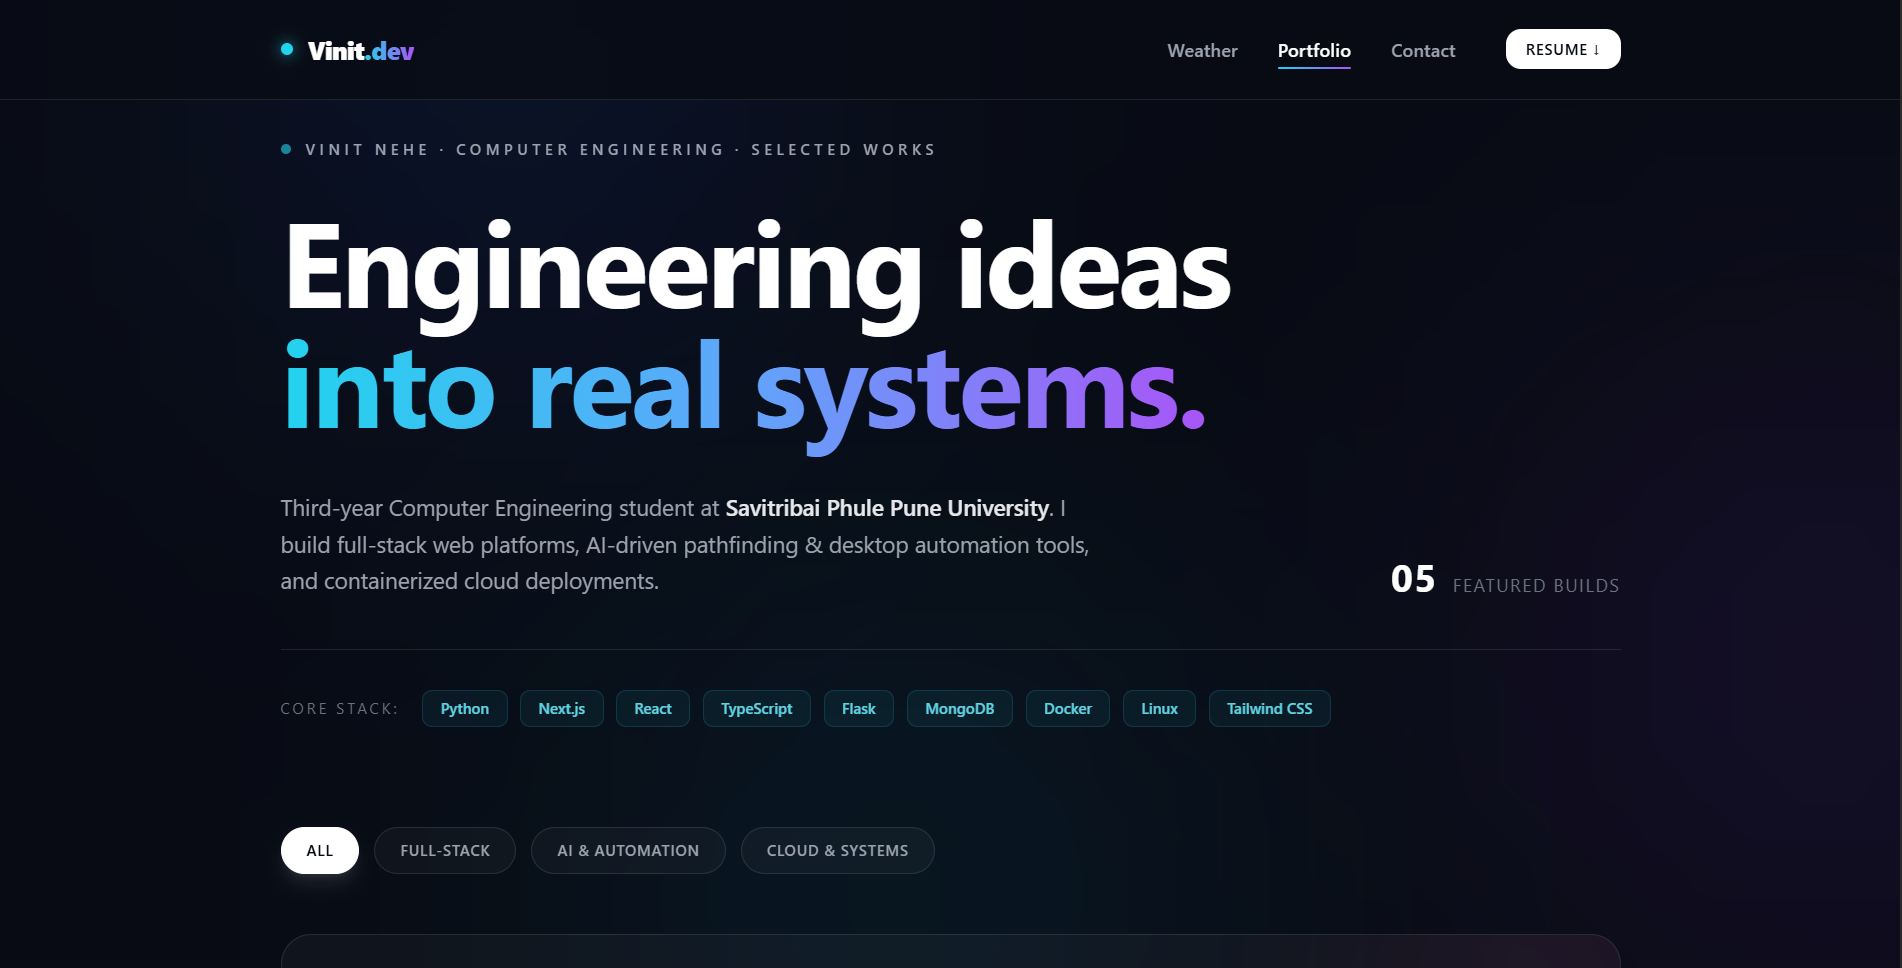 Vinit.dev
Weather Portfolio Contact RESUME ↓
VINIT NEHE · COMPUTER ENGINEERING · SELECTED WORKS
Engineering ideas
into real systems.
Third-year Computer Engineering student at Savitribai Phule Pune University. I
build full-stack web platforms, AI-driven pathfinding & desktop automation tools,
and containerized cloud deployments.
05 FEATURED BUILDS
CORE STACK: Python Next.js React TypeScript Flask MongoDB Docker Linux Tailwind CSS
ALL FULL-STACK AI & AUTOMATION CLOUD & SYSTEMS